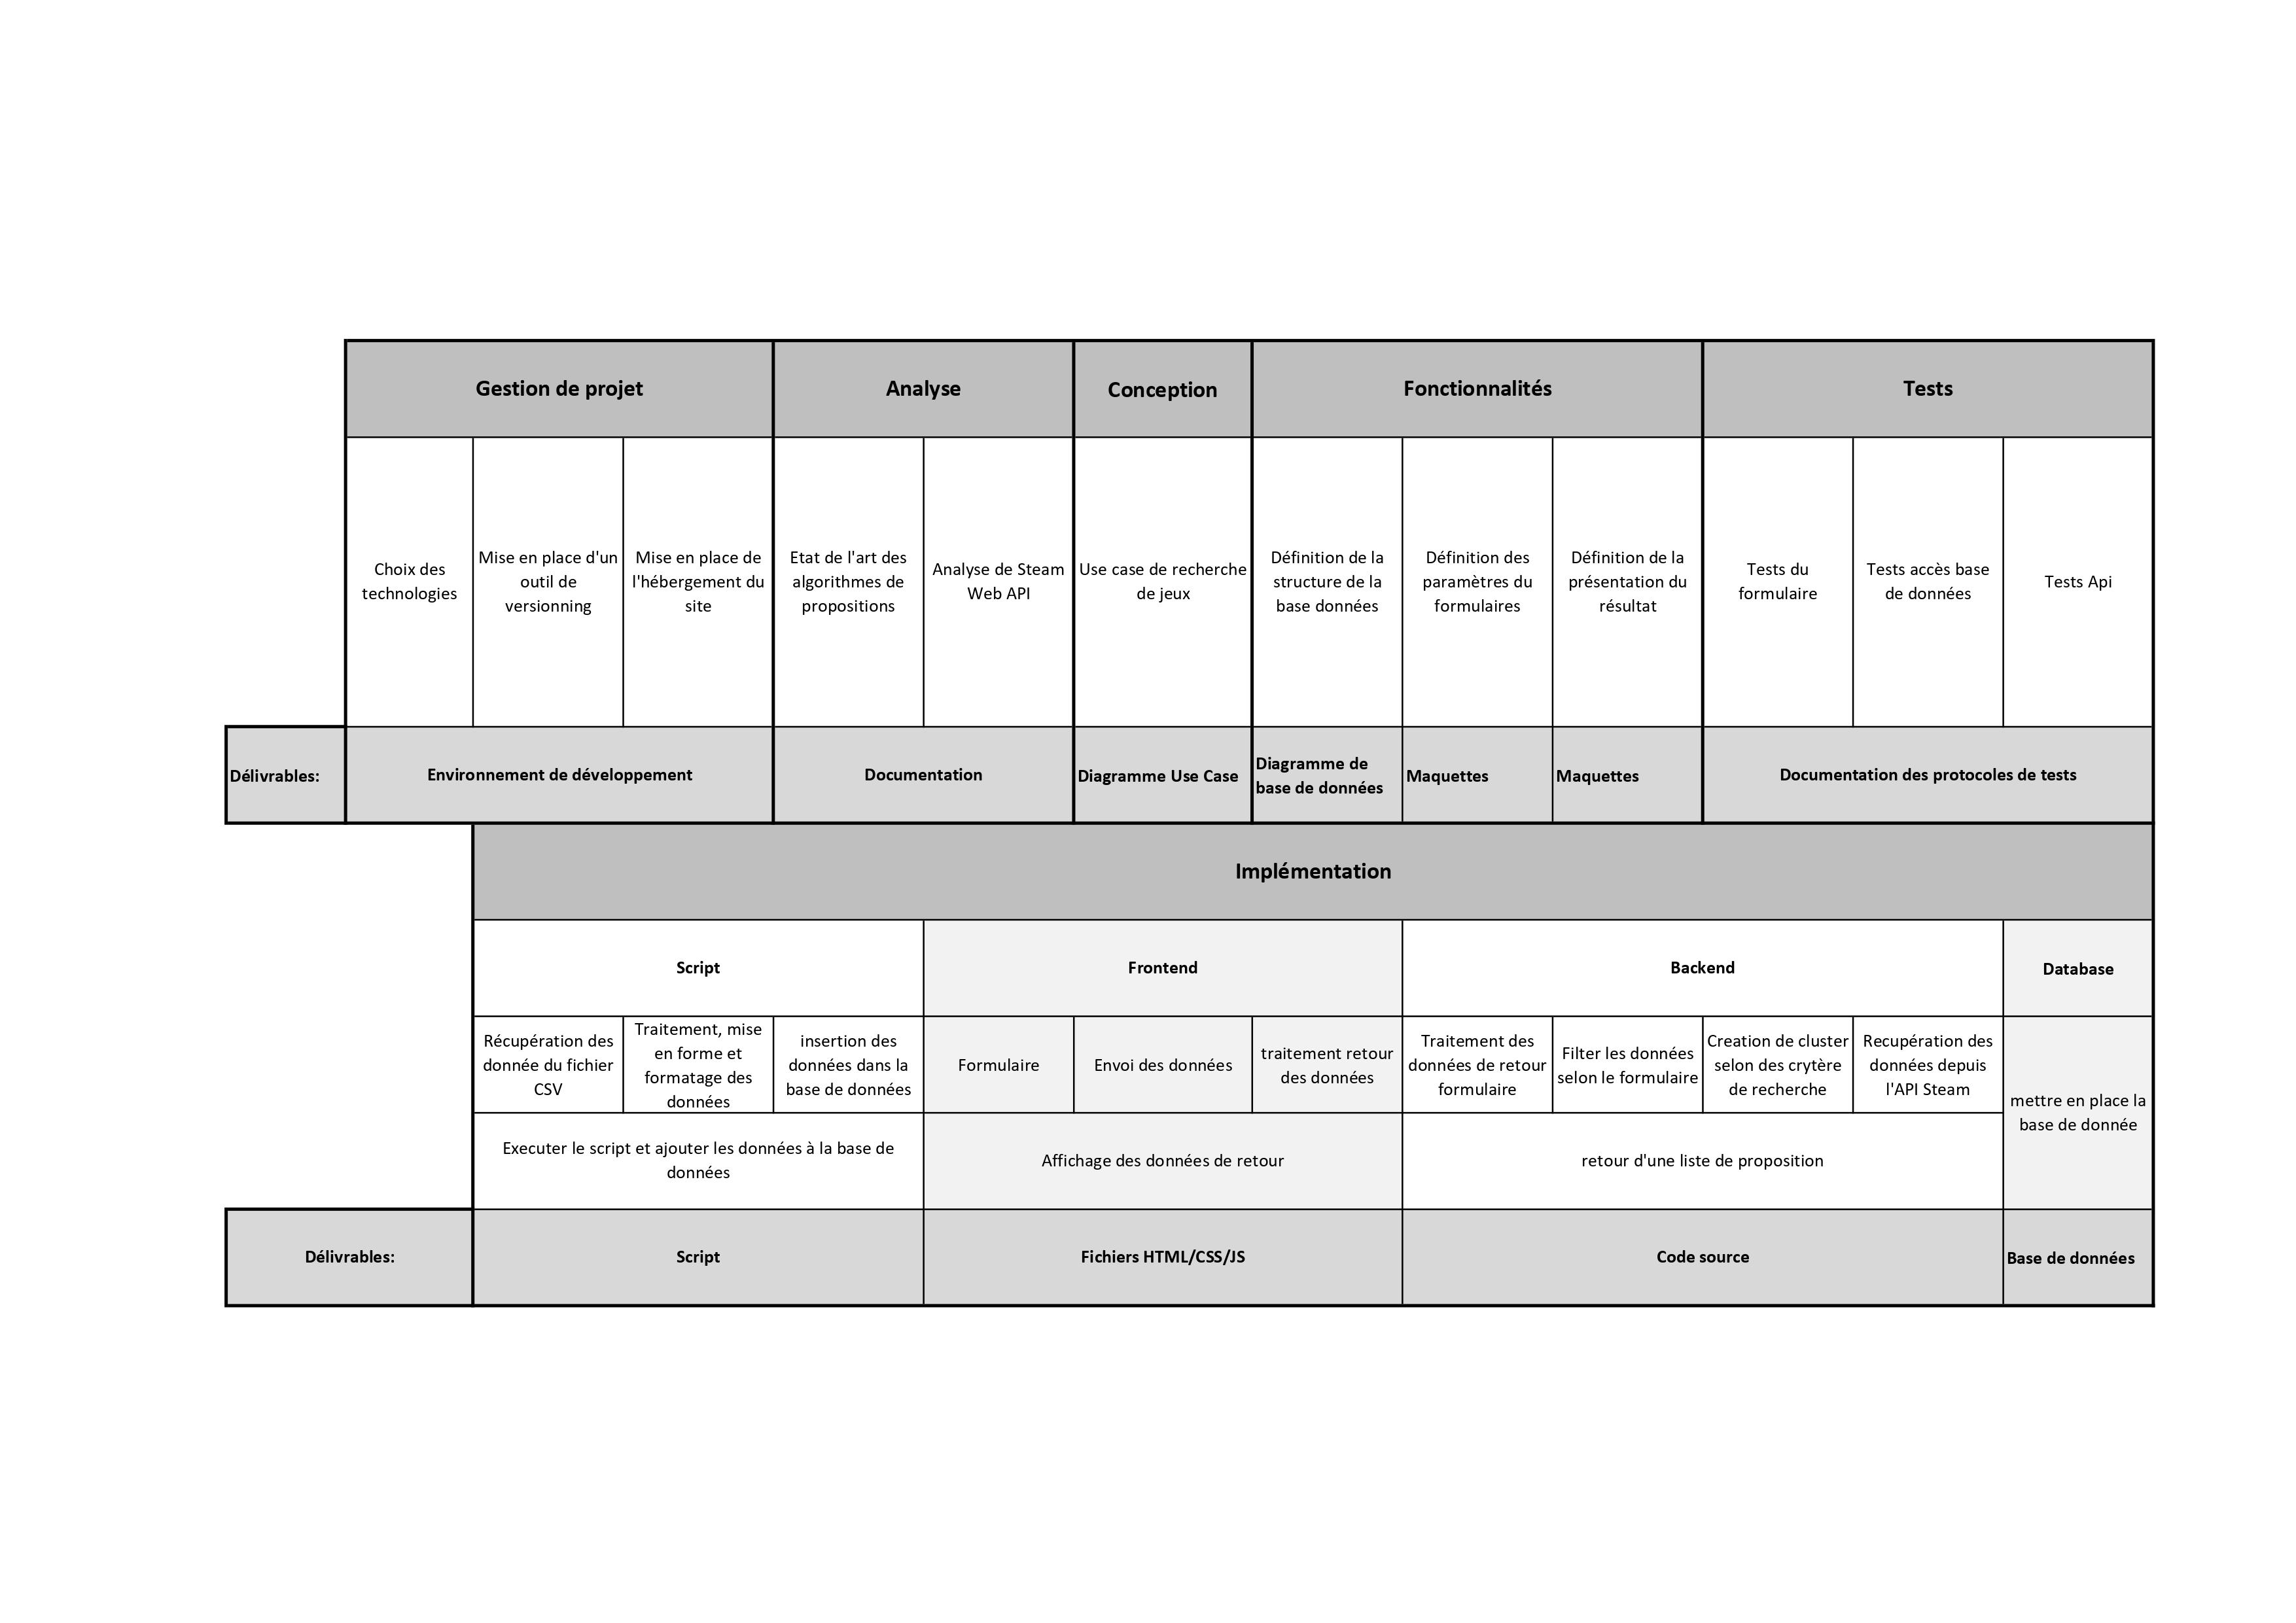 Gestion de projet
Analyse
Conception
Fonctionnalités
Tests
Choix des
technologies
Mise en place d'un
outil de
versionning
Mise en place de
l'hébergement du
site
Etat de l'art des
algorithmes de
propositions
Analyse de Steam
Web API
Use case de recherche
de jeux
Définition de la
structure de la
base données
Définition des
paramètres du
formulaires
Définition de la
présentation du
résultat
Tests du
formulaire
Tests accès base
de données
Tests Api
Délivrables:
Environnement de développement
Documentation
Diagramme Use Case
Diagramme de
base de données
Maquettes
Maquettes
Documentation des protocoles de tests
Implémentation
Script
Frontend
Backend
Database
Récupération des
donnée du fichier
CSV
Traitement, mise
en forme et
formatage des
données
insertion des
données dans la
base de données
Formulaire
Envoi des données
traitement retour
des données
Traitement des
données de retour
formulaire
Filter les données
selon le formulaire
Creation de cluster
selon des crytère
de recherche
Recupération des
données depuis
l'API Steam
mettre en place la
base de donnée
Executer le script et ajouter les données à la base de
données
Affichage des données de retour
retour d'une liste de proposition
Délivrables:
Script
Fichiers HTML/CSS/JS
Code source
Base de données